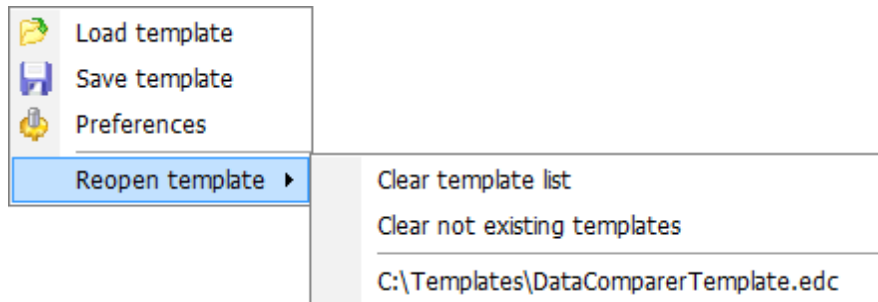 Load template
Save template
Preferences
Reopen template
Clear template list
Clear not existing templates
C:\Templates\DataComparerTemplate.edc